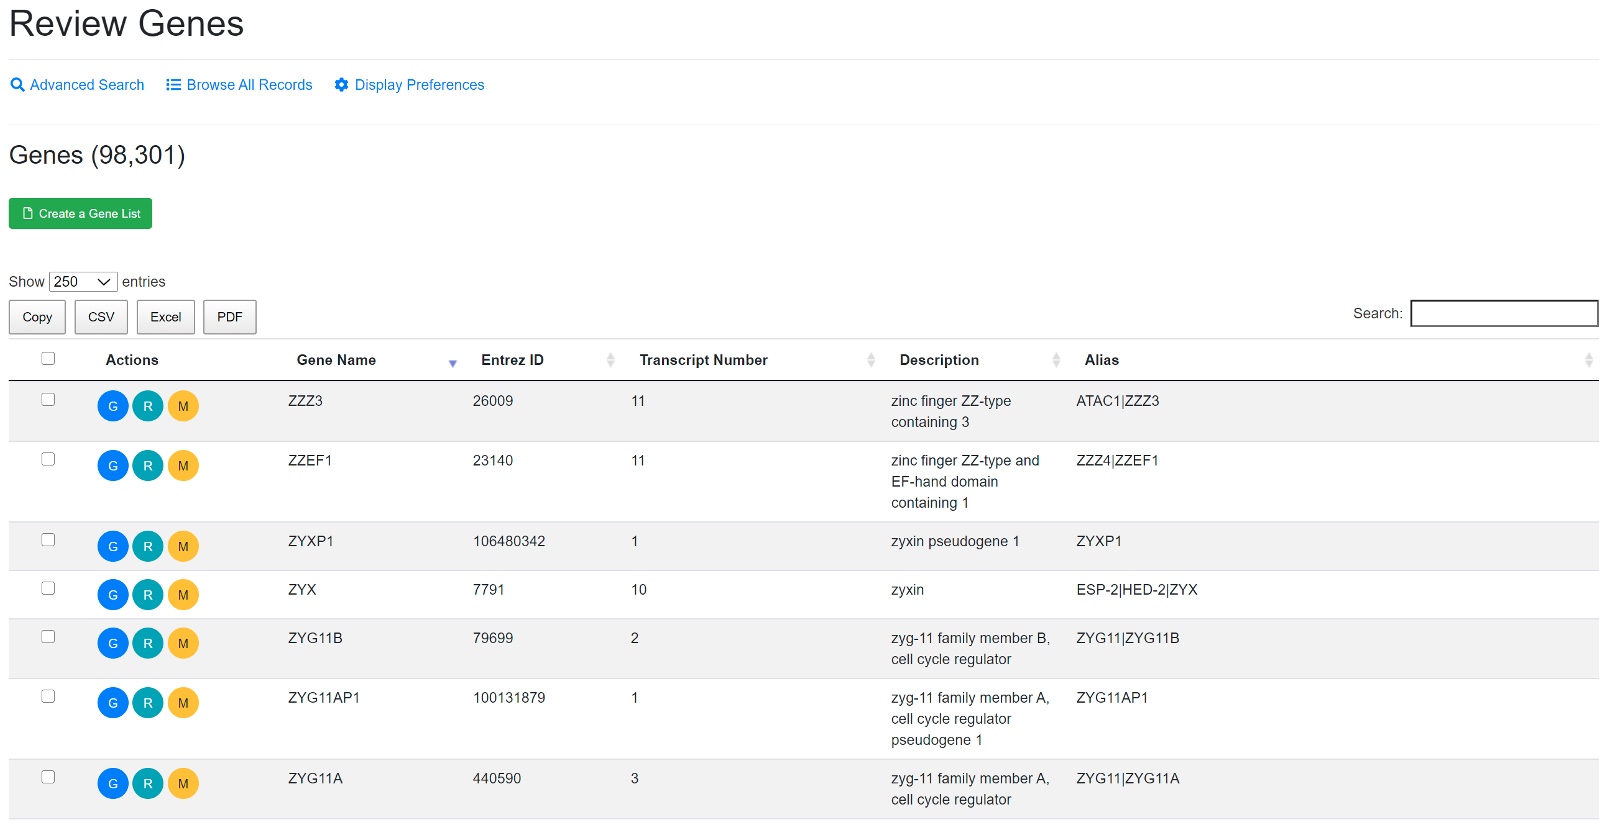 Review Genes
Advanced Search Browse All Records Display Preferences
Genes (98,301)
Create a Gene List
Show 250 entries
Copy CSV Excel PDF Search:
Actions Gene Name Entrez ID Transcript Number Description Alias
G R M ZZZ3 26009 11 zinc finger ZZ-type ATAC1|ZZZ3
containing 3
G R M ZZEF1 23140 11 zinc finger ZZ-type and ZZZ4|ZZEF1
EF-hand domain
containing 1
G R M ZYXP1 106480342 1 zyxin pseudogene 1 ZYXP1
G R M ZYX 7791 10 zyxin ESP-2|HED-2|ZYX
G R M ZYG11B 79699 2 zyg-11 family member B, ZYG11|ZYG11B
cell cycle regulator
G R M ZYG11AP1 100131879 1 zyg-11 family member A, ZYG11AP1
cell cycle regulator
pseudogene 1
G R M ZYG11A 440590 3 zyg-11 family member A, ZYG11|ZYG11A
cell cycle regulator